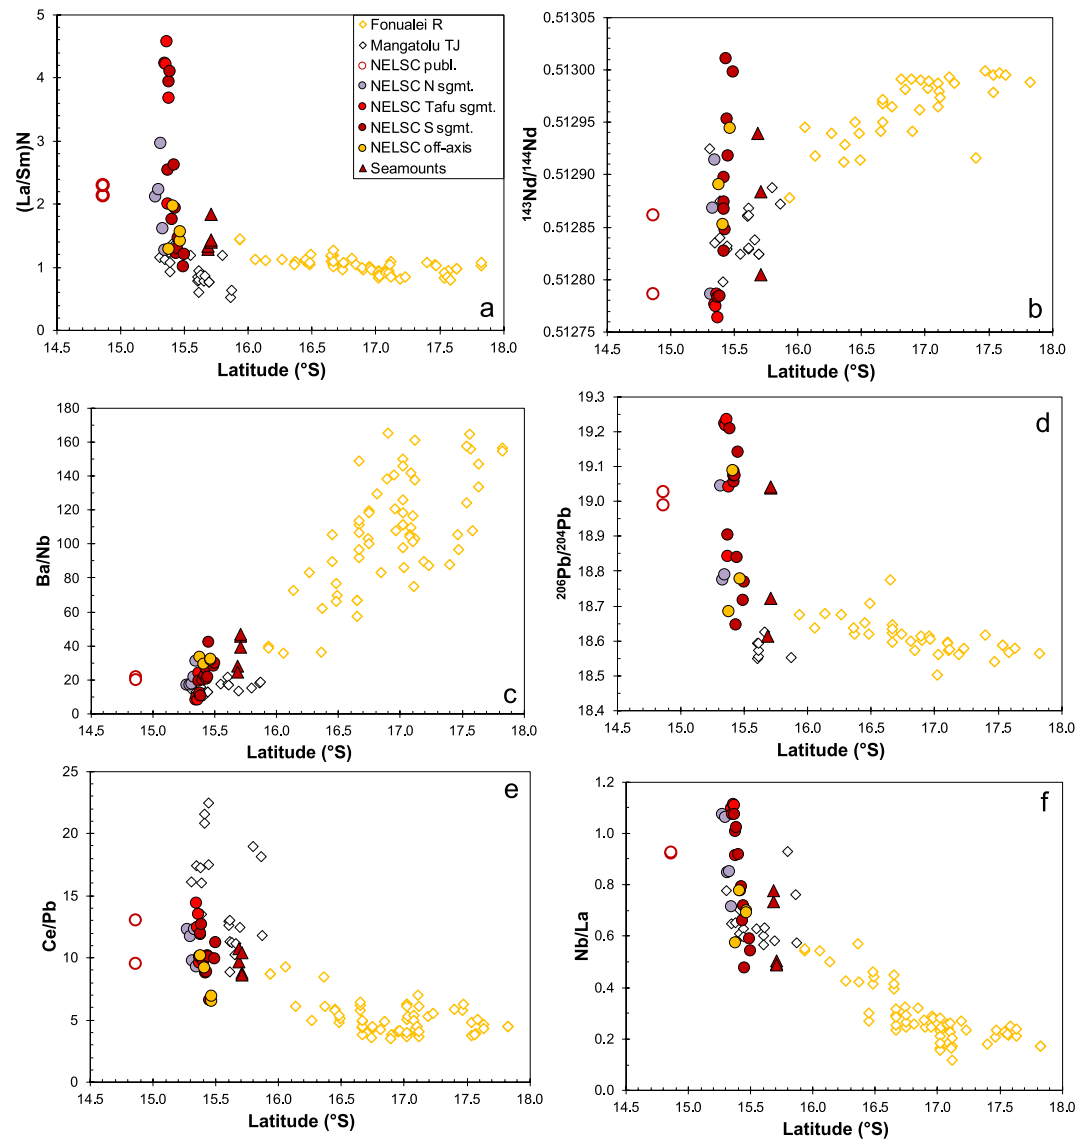 5
4
3
2
1
0
(La/Sm)N
Fonualei R
Mangatolu TJ
NELSC publ.
NELSC N sgmt.
NELSC Tafu sgmt.
NELSC S sgmt.
NELSC off-axis
Seamounts
a
14.5 15.0 15.5 16.0 16.5 17.0 17.5 18.0
Latitude (°S)
0.51305
0.51300
0.51295
0.51290
0.51285
0.51280
0.51275
¹⁴³Nd/¹⁴⁴Nd
b
14.5 15.0 15.5 16.0 16.5 17.0 17.5 18.0
Latitude (°S)
180
160
140
120
100
80
60
40
20
0
Ba/Nb
c
14.5 15.0 15.5 16.0 16.5 17.0 17.5 18.0
Latitude (°S)
19.3
19.2
19.1
19.0
18.9
18.8
18.7
18.6
18.5
18.4
²⁰⁶Pb/²⁰⁴Pb
d
14.5 15.0 15.5 16.0 16.5 17.0 17.5 18.0
Latitude (°S)
25
20
15
10
5
0
Ce/Pb
e
14.5 15.0 15.5 16.0 16.5 17.0 17.5 18.0
Latitude (°S)
1.2
1.0
0.8
0.6
0.4
0.2
0.0
Nb/La
f
14.5 15.0 15.5 16.0 16.5 17.0 17.5 18.0
Latitude (°S)